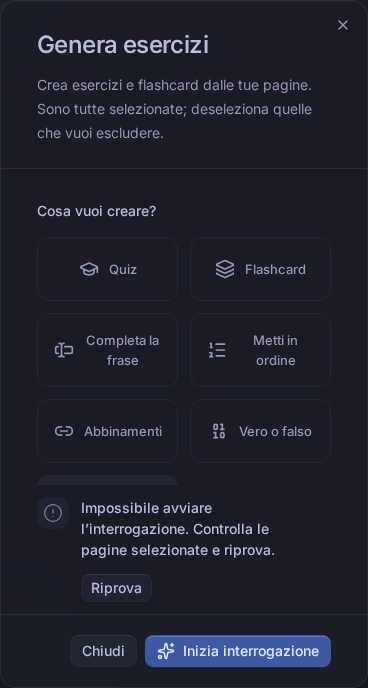 Genera esercizi
Crea esercizi e flashcard dalle tue pagine.
Sono tutte selezionate; deseleziona quelle
che vuoi escludere.
Cosa vuoi creare?
Quiz
Flashcard
Completa la
frase
Metti in
ordine
Abbinamenti
Vero o falso
Impossibile avviare
l’interrogazione. Controlla le
pagine selezionate e riprova.
Riprova
Chiudi
Inizia interrogazione